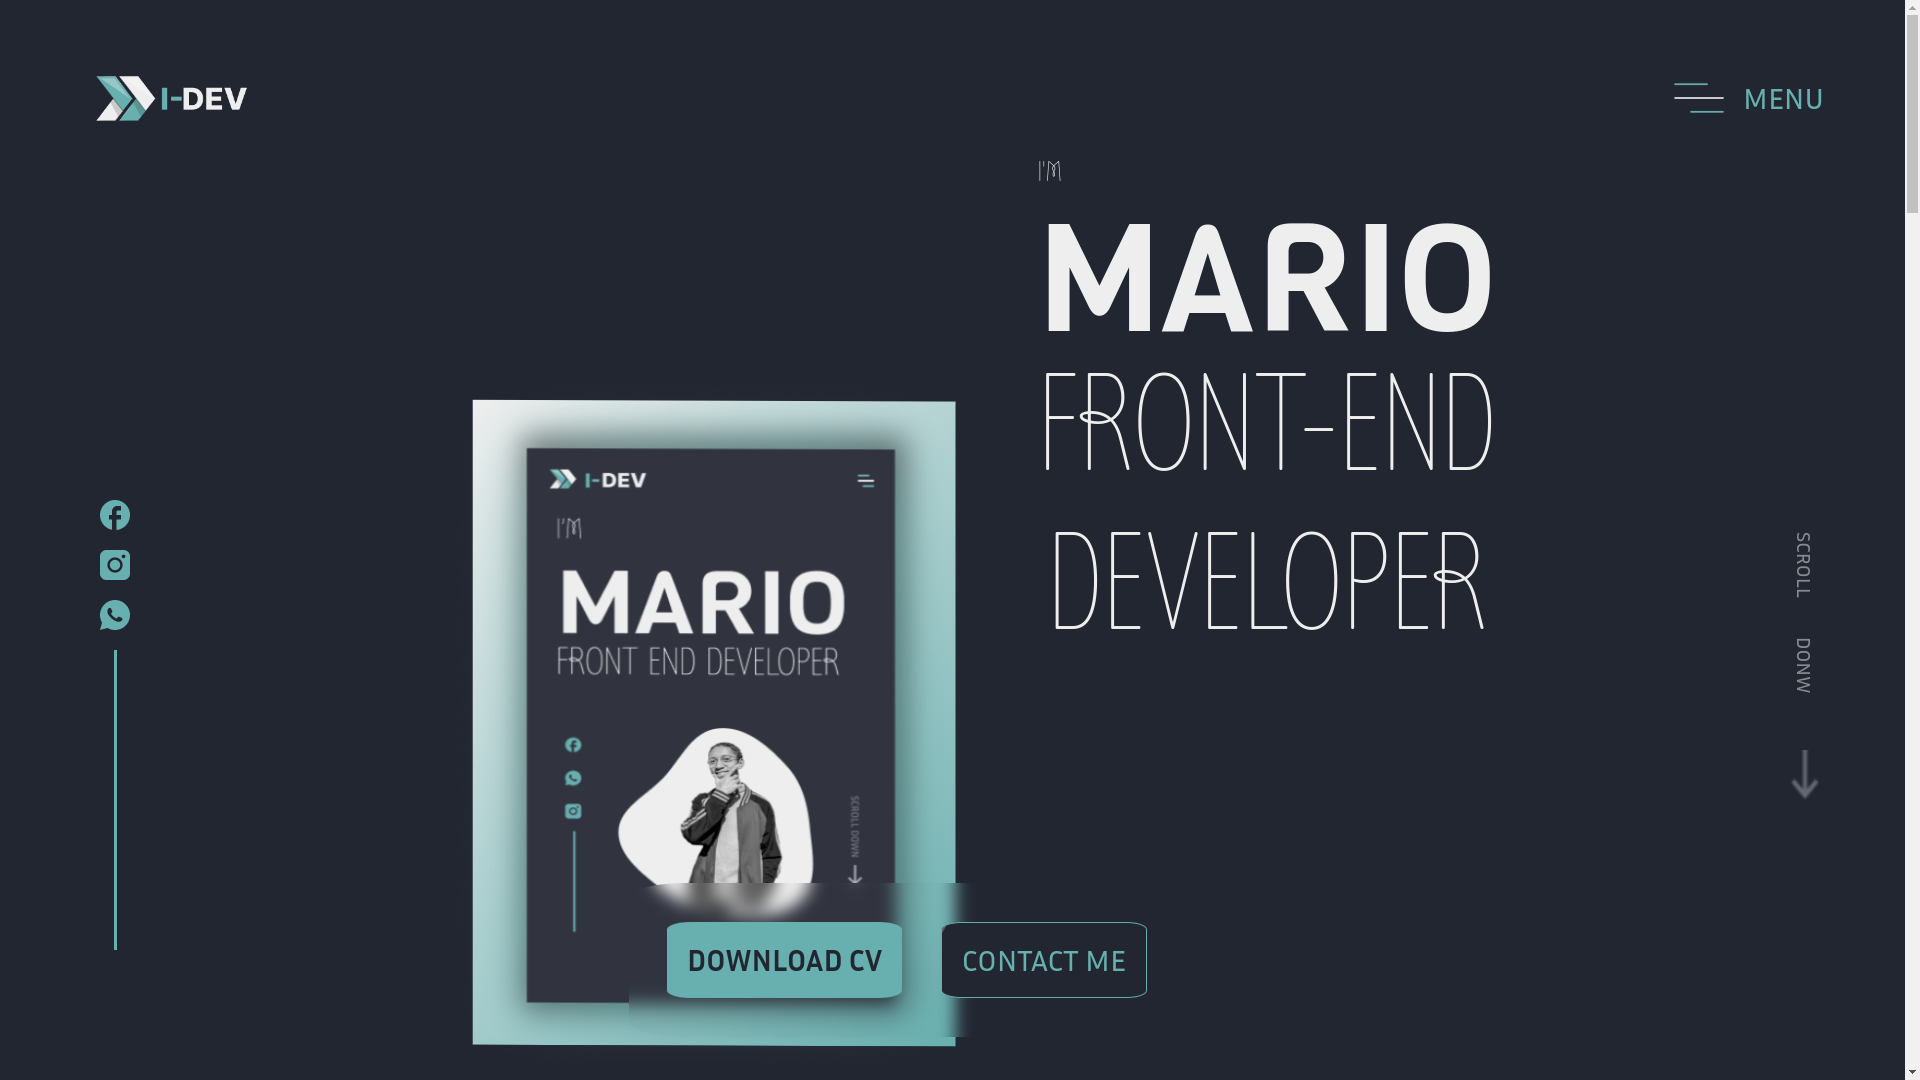 I-DEV
MENU
I'M
MARIO
FRONT-END
DEVELOPER
I-DEV
I'M
MARIO
FRONT END DEVELOPER
SCROLL DOWN
SCROLL DONW
DOWNLOAD CV
CONTACT ME